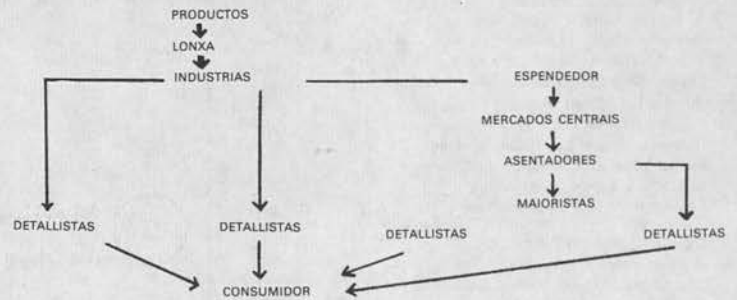 PRODUCTOS
LONXA
INDUSTRIAS
ESPENDEDOR
MERCADOS CENTRAIS
ASENTADORES
MAIORISTAS
DETALLISTAS
DETALLISTAS
DETALLISTAS
DETALLISTAS
CONSUMIDOR